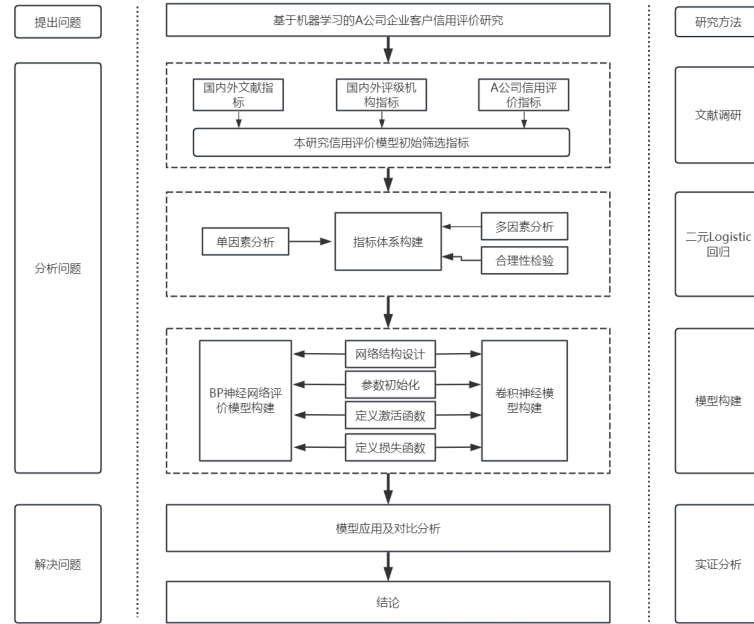 提出问题
基于机器学习的A公司企业客户信用评价研究
研究方法
国内外文献指
标
国内外评级机
构指标
A公司信用评
价指标
本研究信用评价模型初始筛选指标
文献调研
分析问题
单因素分析
指标体系构建
多因素分析
合理性检验
二元Logistic
回归
BP神经网络评
价模型构建
网络结构设计
参数初始化
定义激活函数
定义损失函数
卷积神经模
型构建
模型构建
解决问题
模型应用及对比分析
结论
实证分析